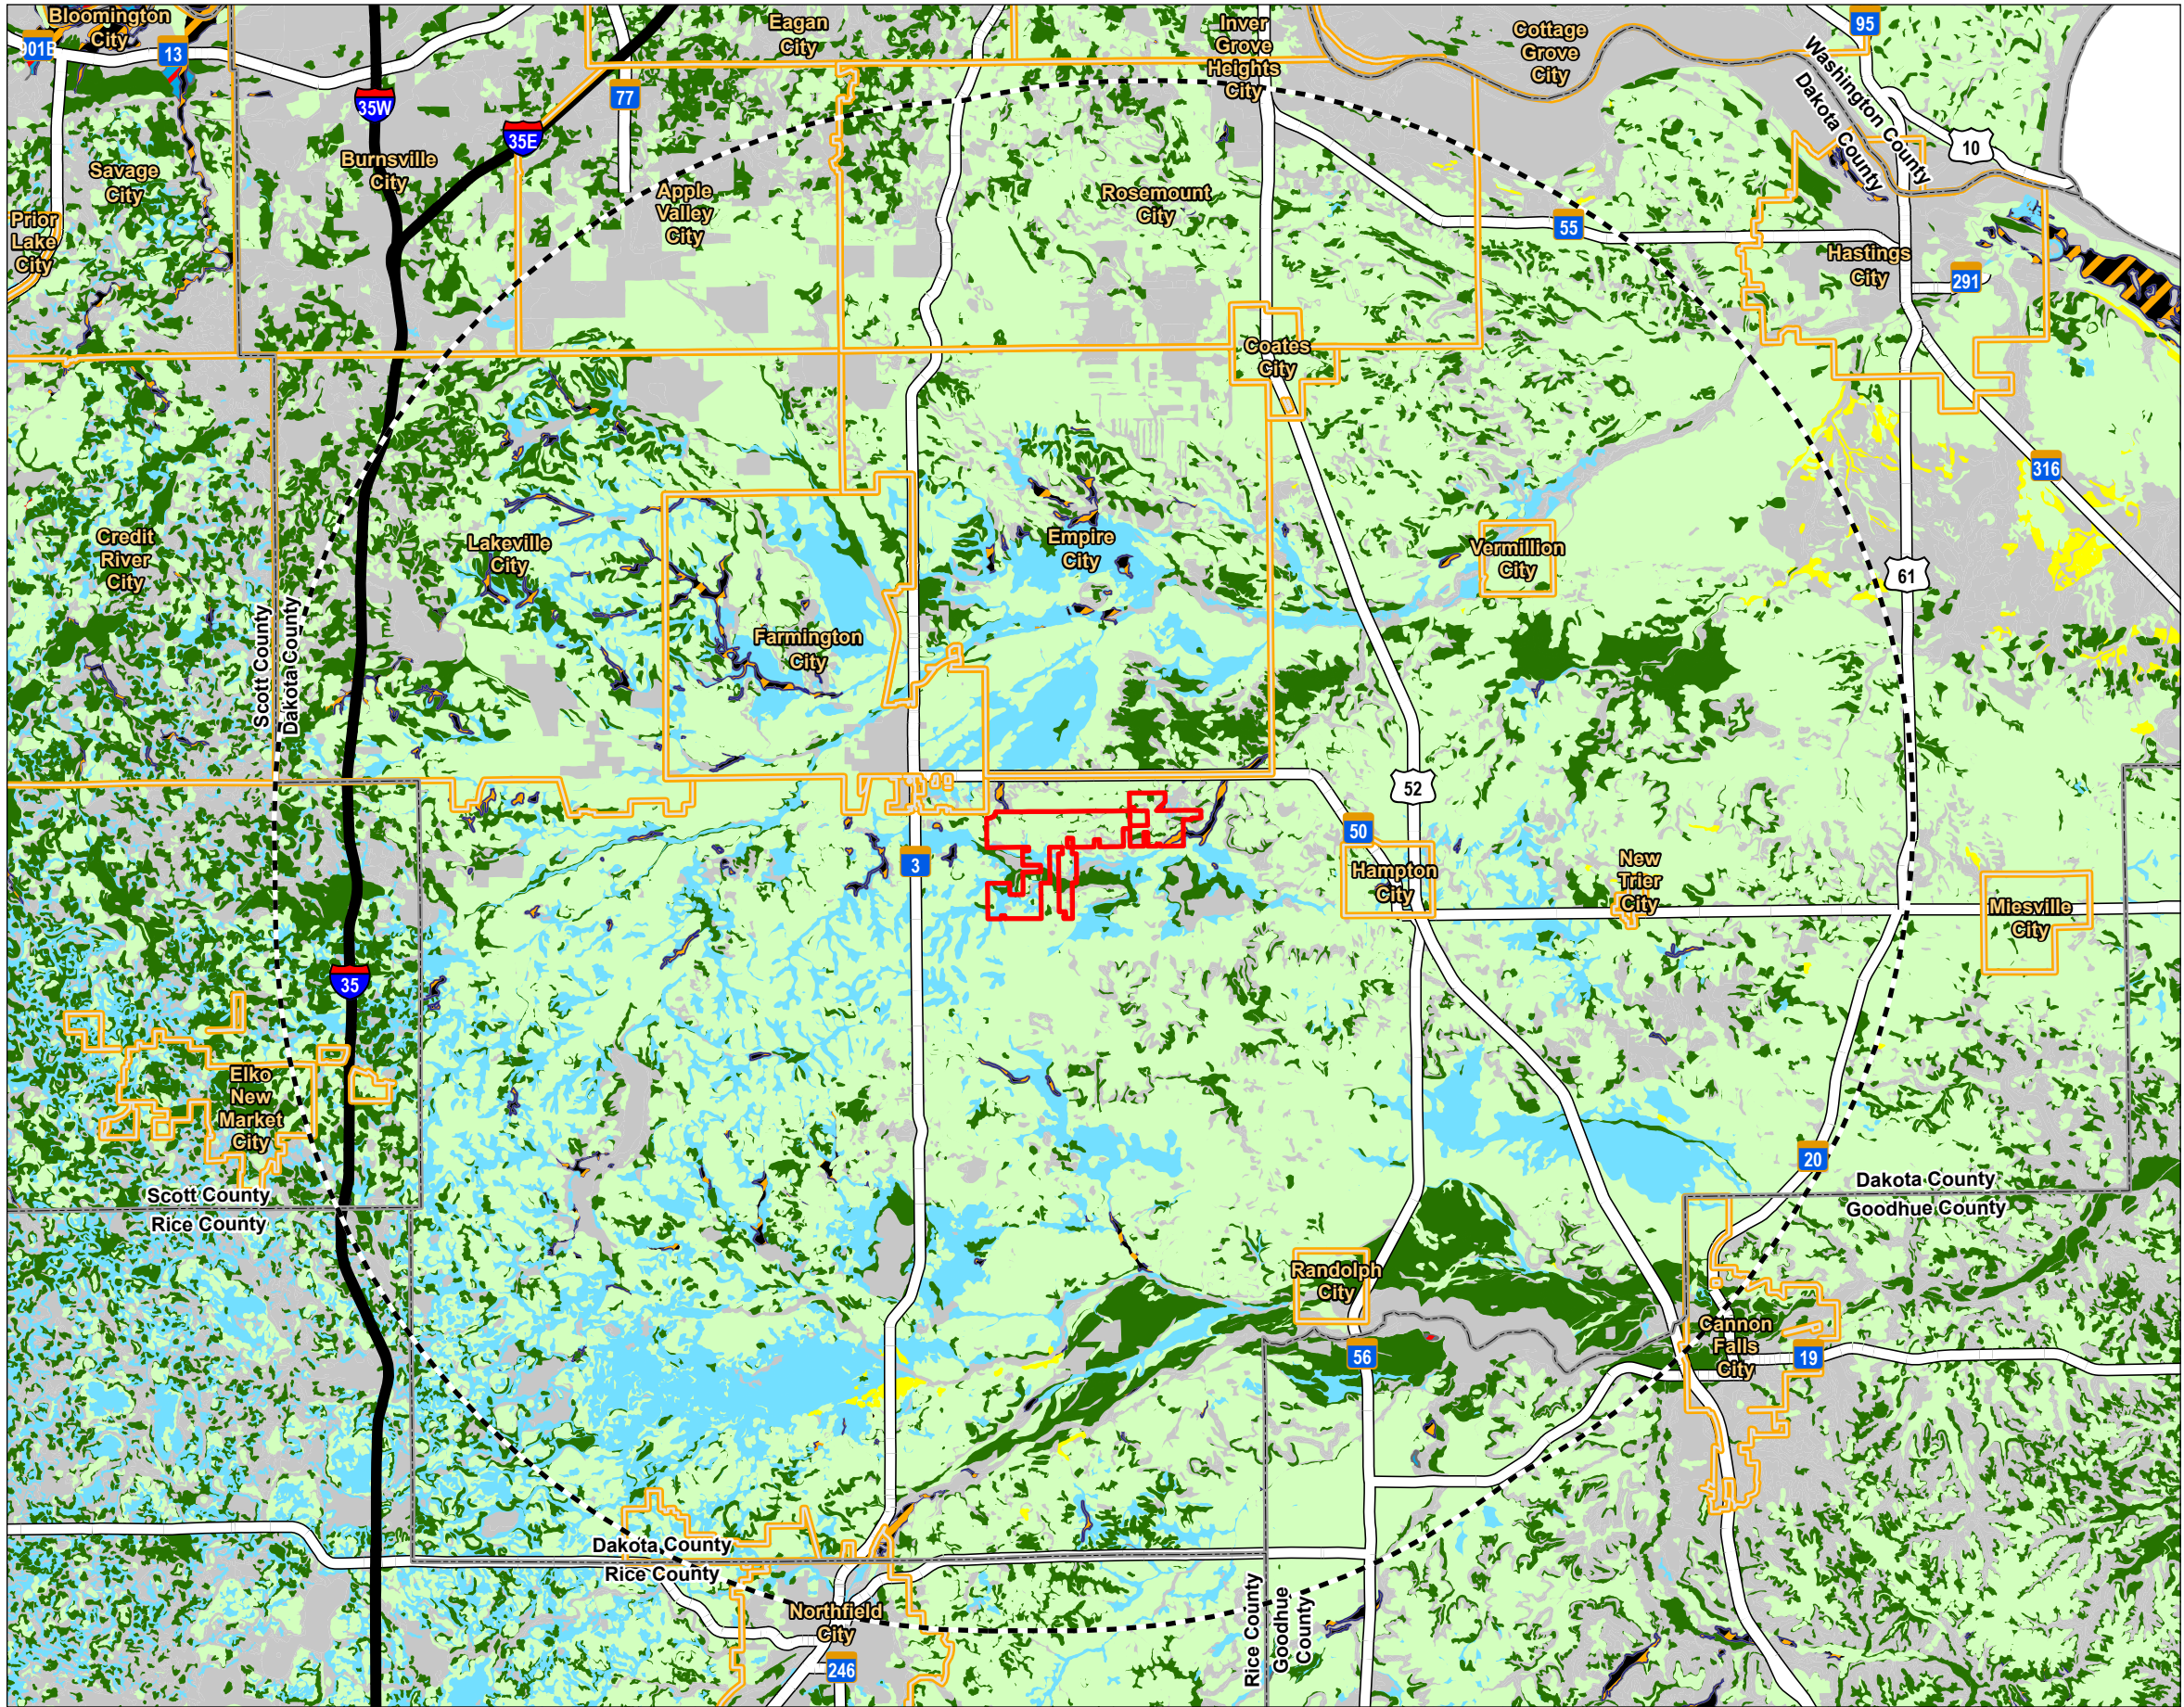 Bloomington
City
901B
13
35W
35E
77
Eagan
City
Inver
Grove
Heights
City
Cottage
Grove
City
95
Washington County
Dakota County
10
Savage
City
Burnsville
City
Prior
Lake
City
Apple
Valley
City
Rosemount
City
55
Hastings
City
291
Coates
City
316
Credit
River
City
Lakeville
City
Empire
City
Vermillion
City
61
Farmington
City
Scott County
Dakota County
52
50
3
Hampton
City
New
Trier
City
Miesville
City
35
Elko
New
Market
City
Scott County
Rice County
20
Dakota County
Goodhue County
Randolph
City
Cannon
Falls
City
56
19
Dakota County
Rice County
Northfield
City
246
Rice County
Goodhue
County